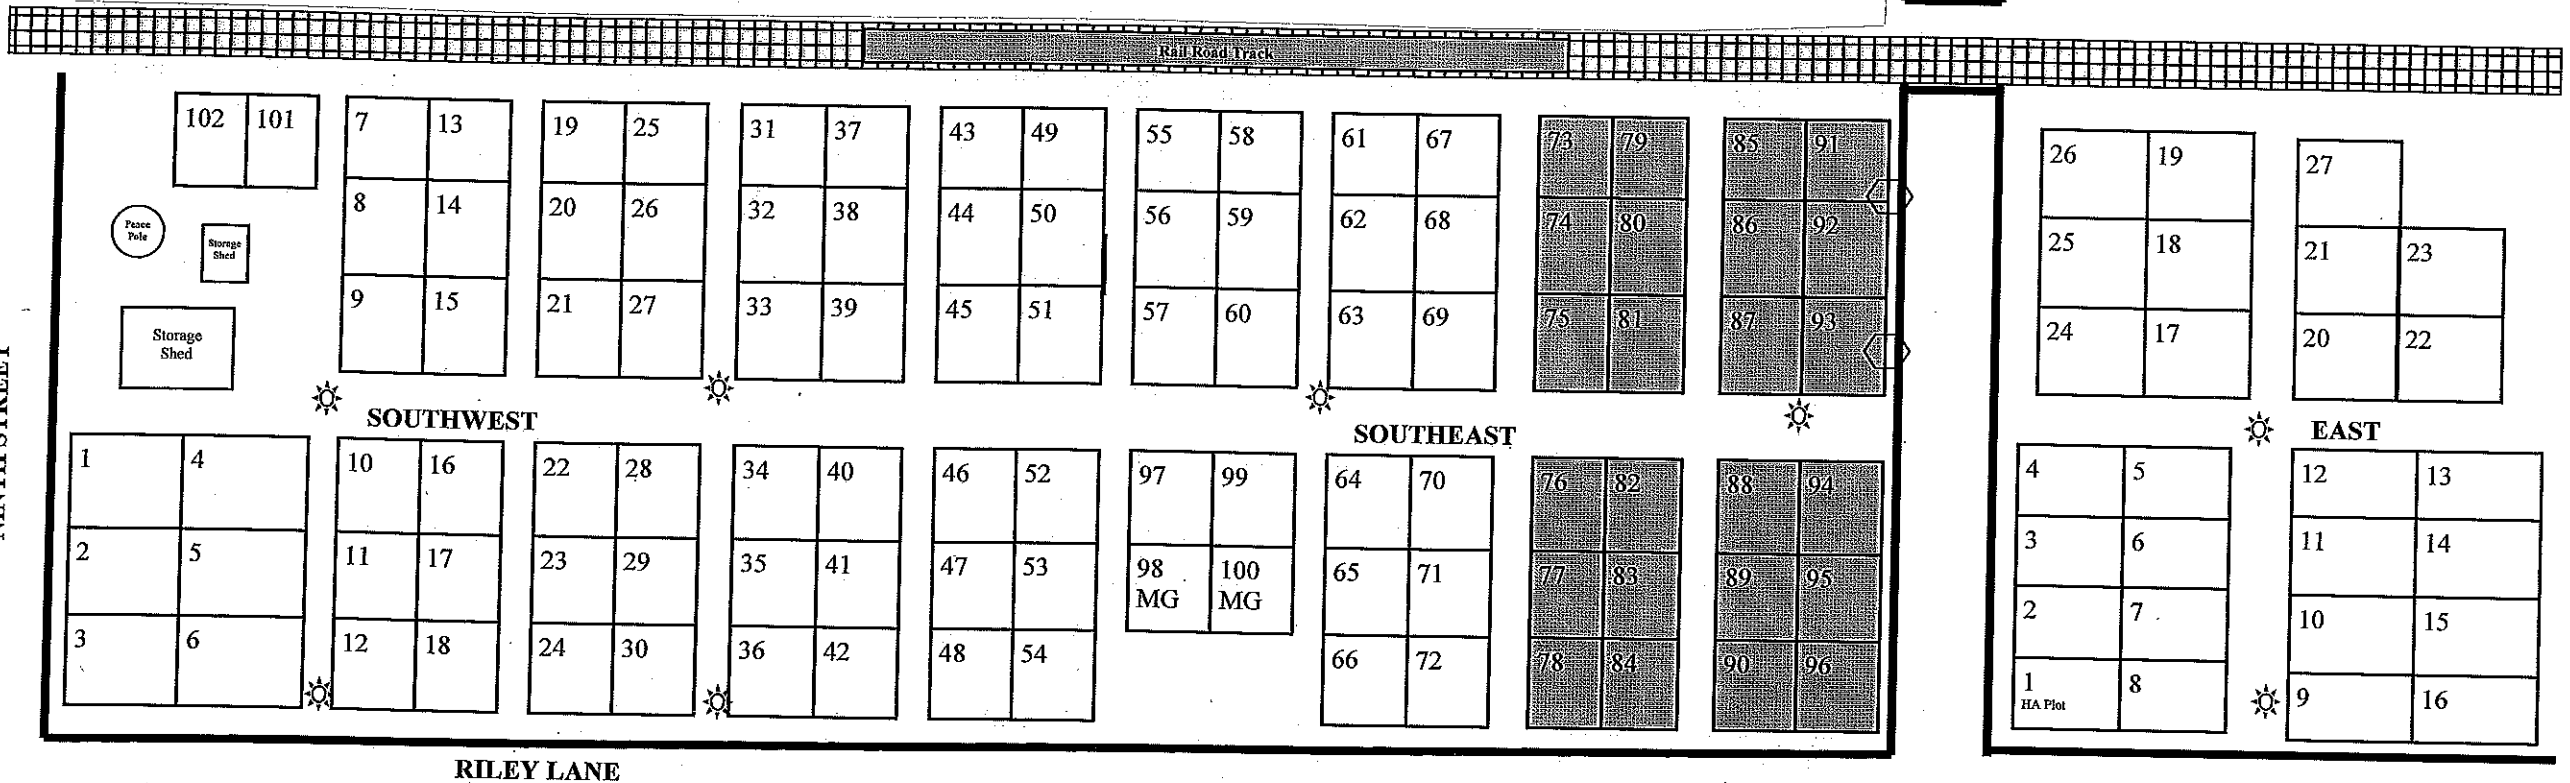 Rail Road Track
102 101 7 13 19 25 31 37 43 49 55 58 61 67 73 79 85 91 26 19 27
8 14 20 26 32 38 44 50 56 59 62 68 74 80 86 92 25 18 21 23
Peace
Pole
Storage
Shed
9 15 21 27 33 39 45 51 57 60 63 69 75 81 87 93 24 17 20 22
Storage
Shed
SOUTHWEST SOUTHEAST EAST
1 4 10 16 22 28 34 40 46 52 97 99 64 70 76 82 88 94 4 5 12 13
2 5 11 17 23 29 35 41 47 53 98 100 65 71 77 83 89 95 3 6 11 14
MG MG
2 7 10 15
3 6 12 18 24 30 36 42 48 54 66 72 78 84 90 96 1 8 9 16
HA Plot
RILEY LANE